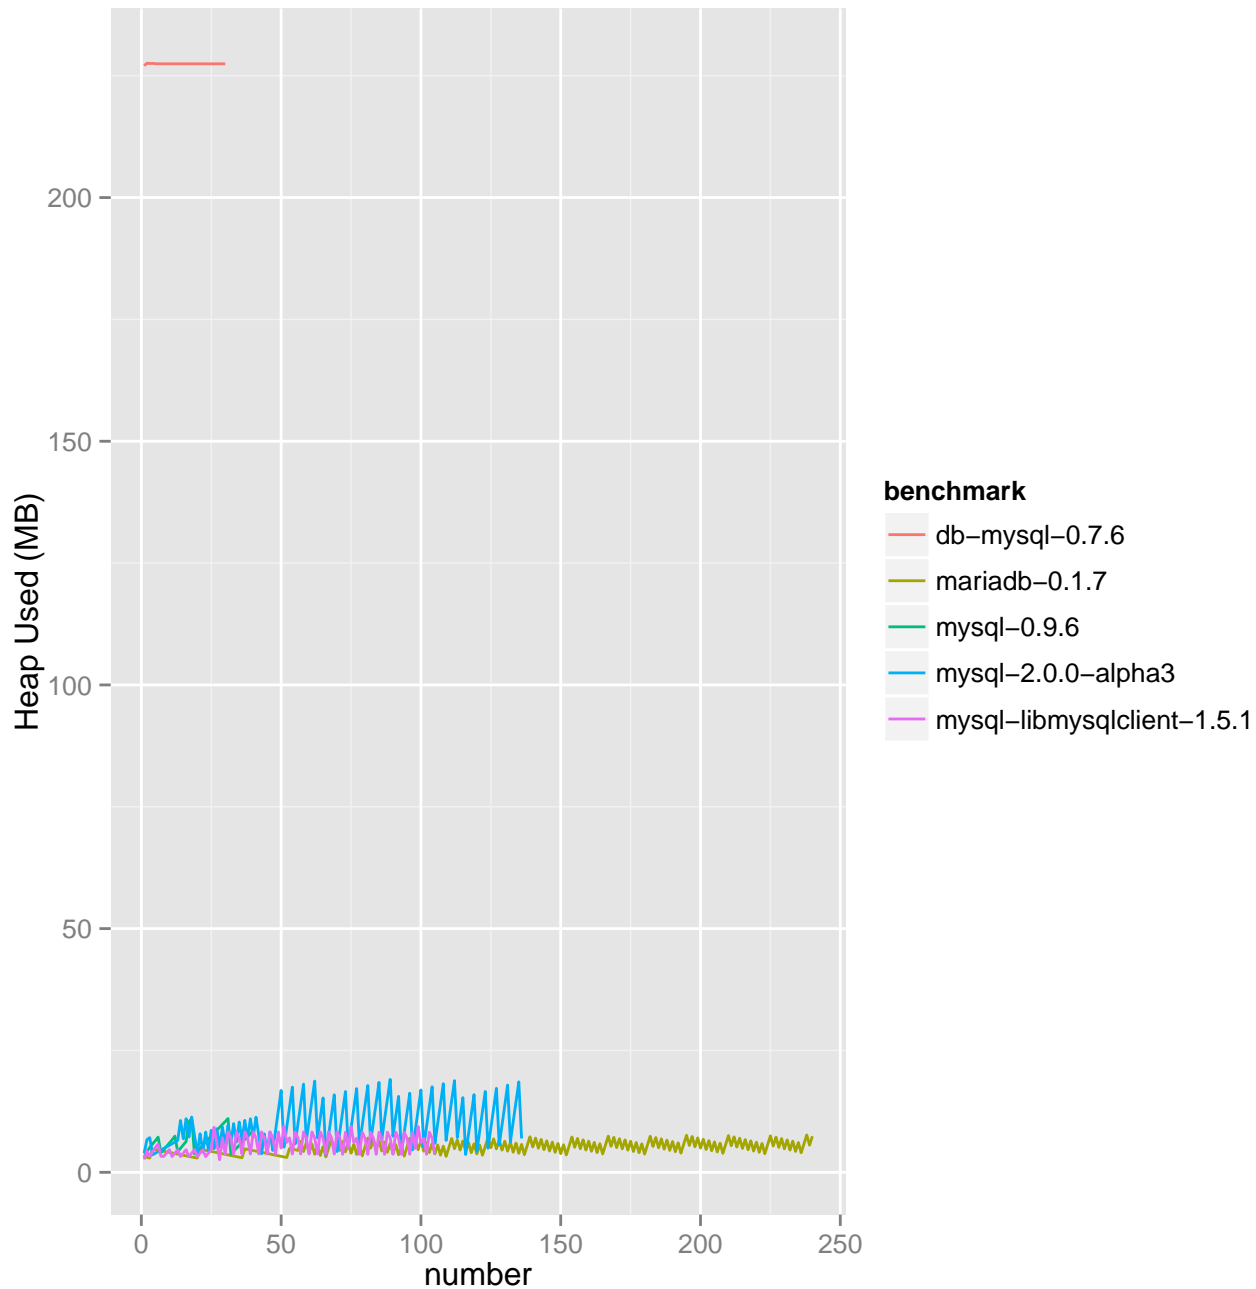 Heap Used (MB)
200
150
100
50
0
0 50 100 150 200 250
number
benchmark
db−mysql−0.7.6
mariadb−0.1.7
mysql−0.9.6
mysql−2.0.0−alpha3
mysql−libmysqlclient−1.5.1